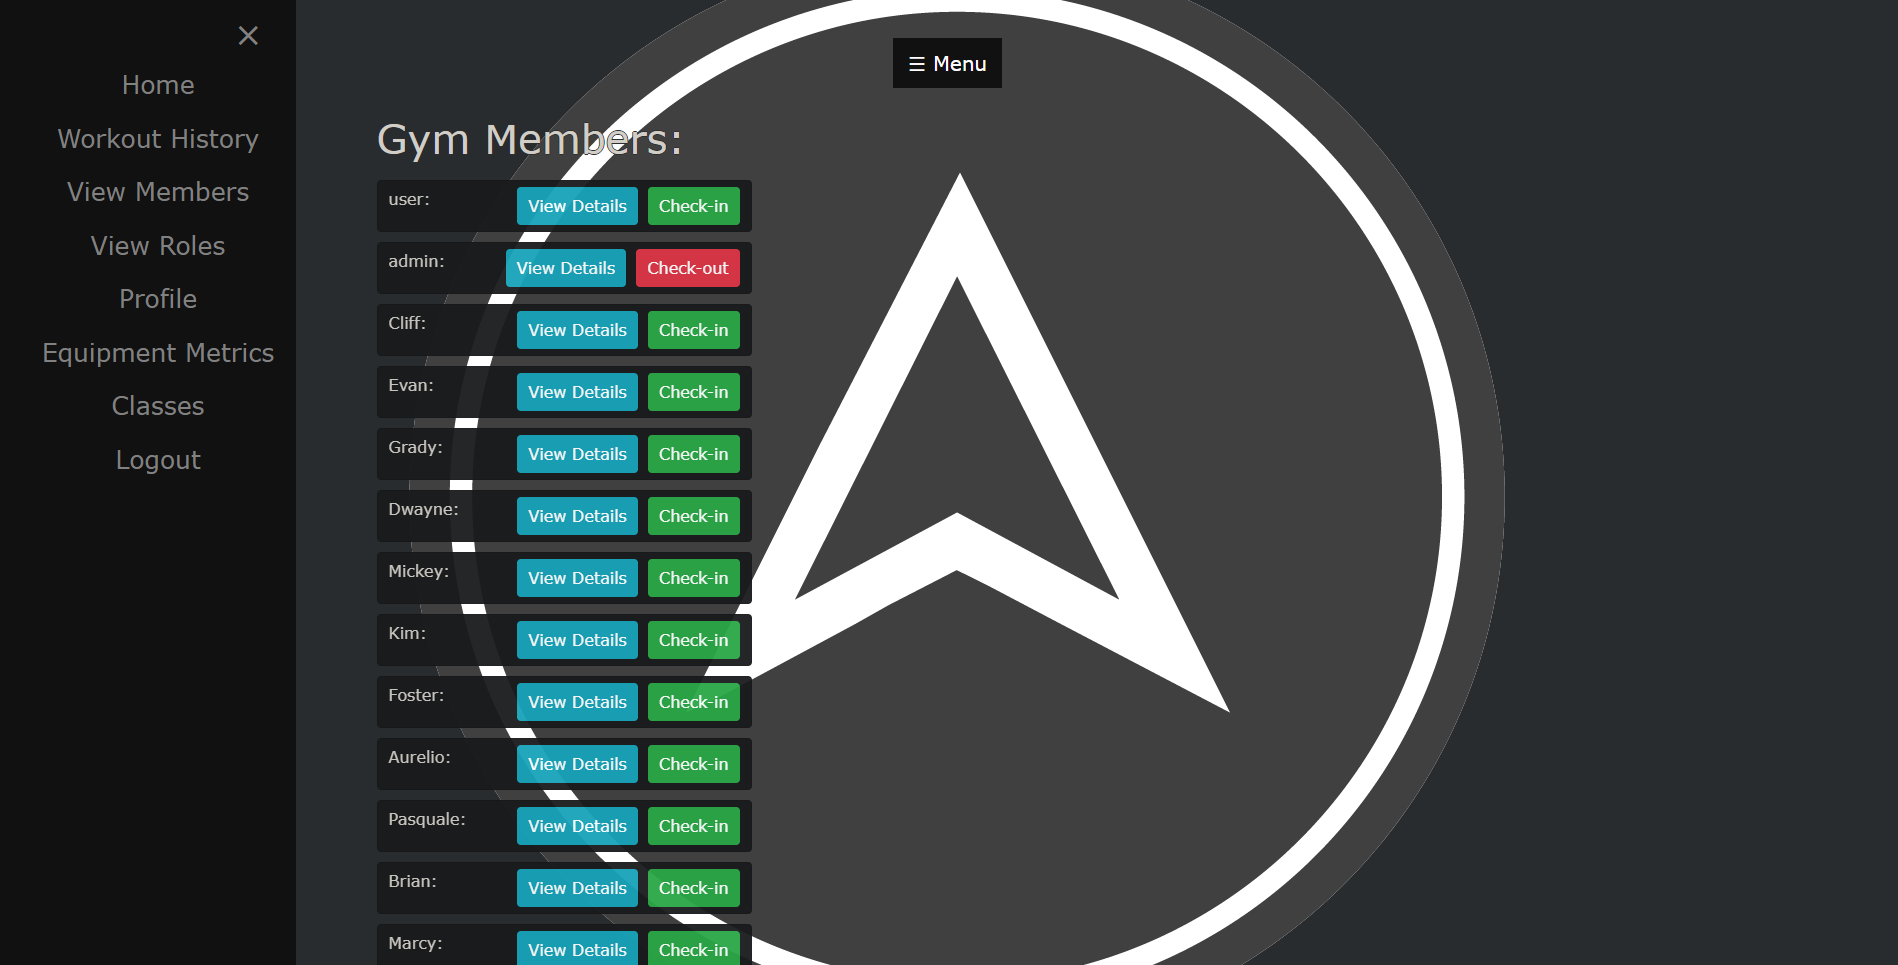 ×
Home
Workout History
View Members
View Roles
Profile
Equipment Metrics
Classes
Logout
☰ Menu
Gym Members:
user: View Details Check-in
admin: View Details Check-out
Cliff: View Details Check-in
Evan: View Details Check-in
Grady: View Details Check-in
Dwayne: View Details Check-in
Mickey: View Details Check-in
Kim: View Details Check-in
Foster: View Details Check-in
Aurelio: View Details Check-in
Pasquale: View Details Check-in
Brian: View Details Check-in
Marcy: View Details Check-in